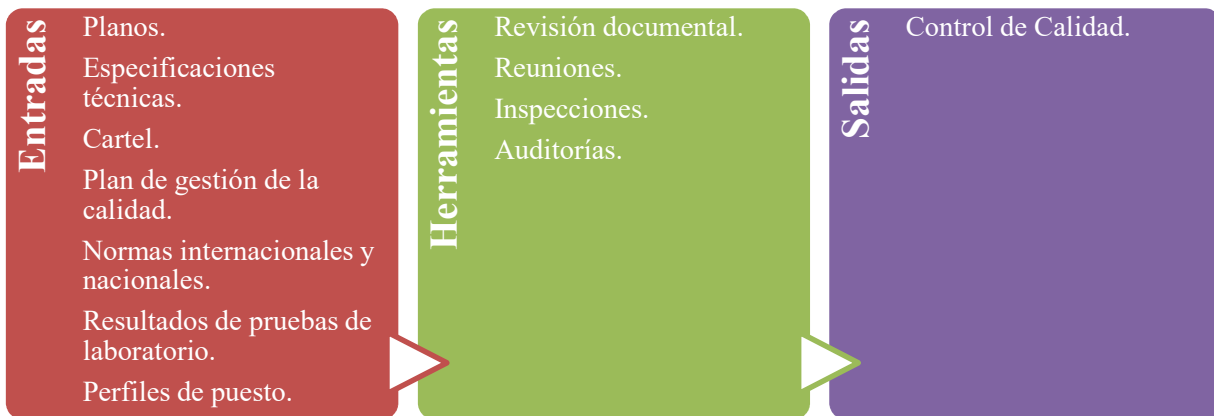 Entradas
Planos.
Especificaciones
técnicas.
Cartel.
Plan de gestión de la
calidad.
Normas internacionales y
nacionales.
Resultados de pruebas de
laboratorio.
Perfiles de puesto.
Herramientas
Revisión documental.
Reuniones.
Inspecciones.
Auditorías.
Salidas
Control de Calidad.